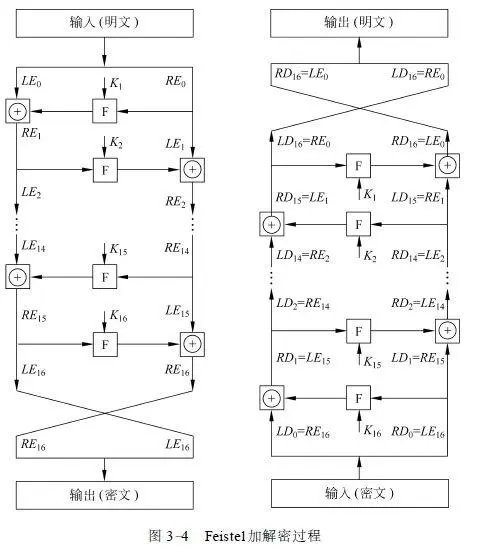 输入(明文)
LE₀ K₁ RE₀
F
RE₁ K₂ LE₁
F
LE₂ RE₂
LE₁₄ K₁₅ RE₁₄
F
RE₁₅ K₁₆ LE₁₅
F
LE₁₆ RE₁₆
RE₁₆ LE₁₆
输出(密文)
输出(明文)
RD₁₆=LE₀ LD₁₆=RE₀
LD₁₆=RE₀ RD₁₆=LE₀
F
K₁
RD₁₅=LE₁ LD₁₅=RE₁
F
LD₁₄=RE₂ K₂ RD₁₄=LE₂
LD₂=RE₁₄ RD₂=LE₁₄
F
RD₁=LE₁₅ K₁₅ LD₁=RE₁₅
F
LD₀=RE₁₆ K₁₆ RD₀=LE₁₆
输入(密文)
图 3-4 Feistel加解密过程